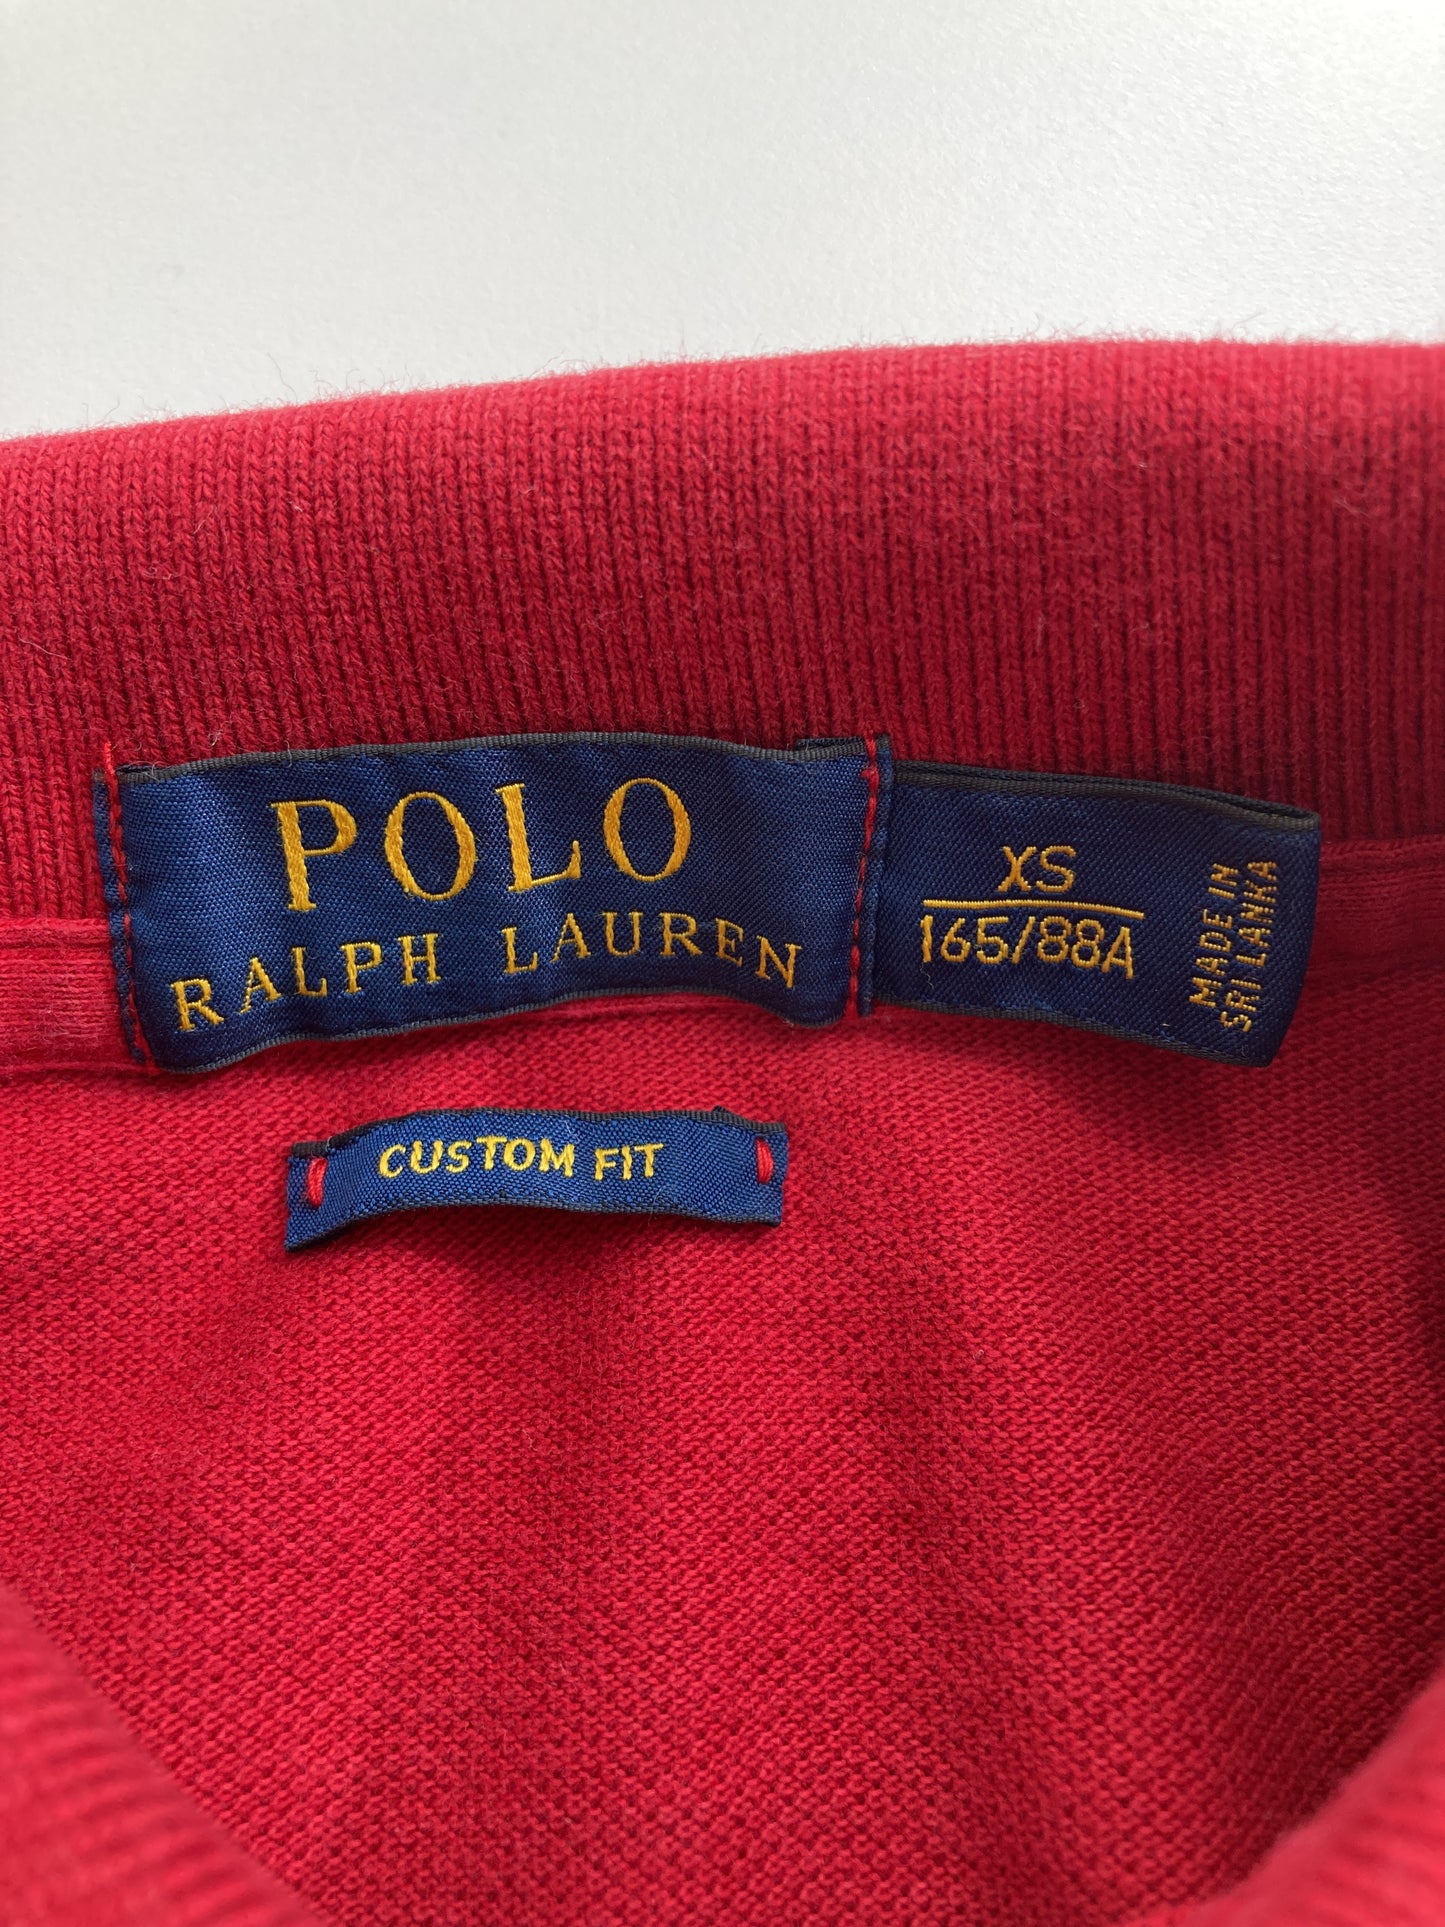 POLO
RALPH LAUREN
XS
165/88A
MADE IN
SRI LANKA
CUSTOM FIT